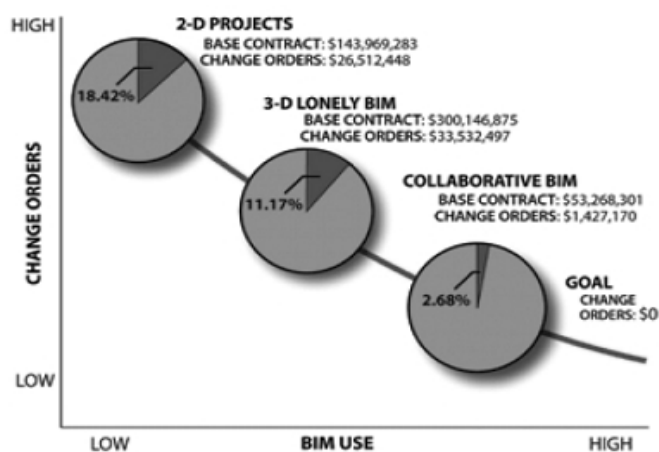 HIGH
2-D PROJECTS
BASE CONTRACT: $143,969,283
CHANGE ORDERS: $26,512,448
18.42%
3-D LONELY BIM
BASE CONTRACT: $300,146,875
CHANGE ORDERS: $33,532,497
11.17%
COLLABORATIVE BIM
BASE CONTRACT: $53,268,301
CHANGE ORDERS: $1,427,170
2.68%
GOAL
CHANGE
ORDERS: $0
CHANGE ORDERS
LOW
LOW
BIM USE
HIGH